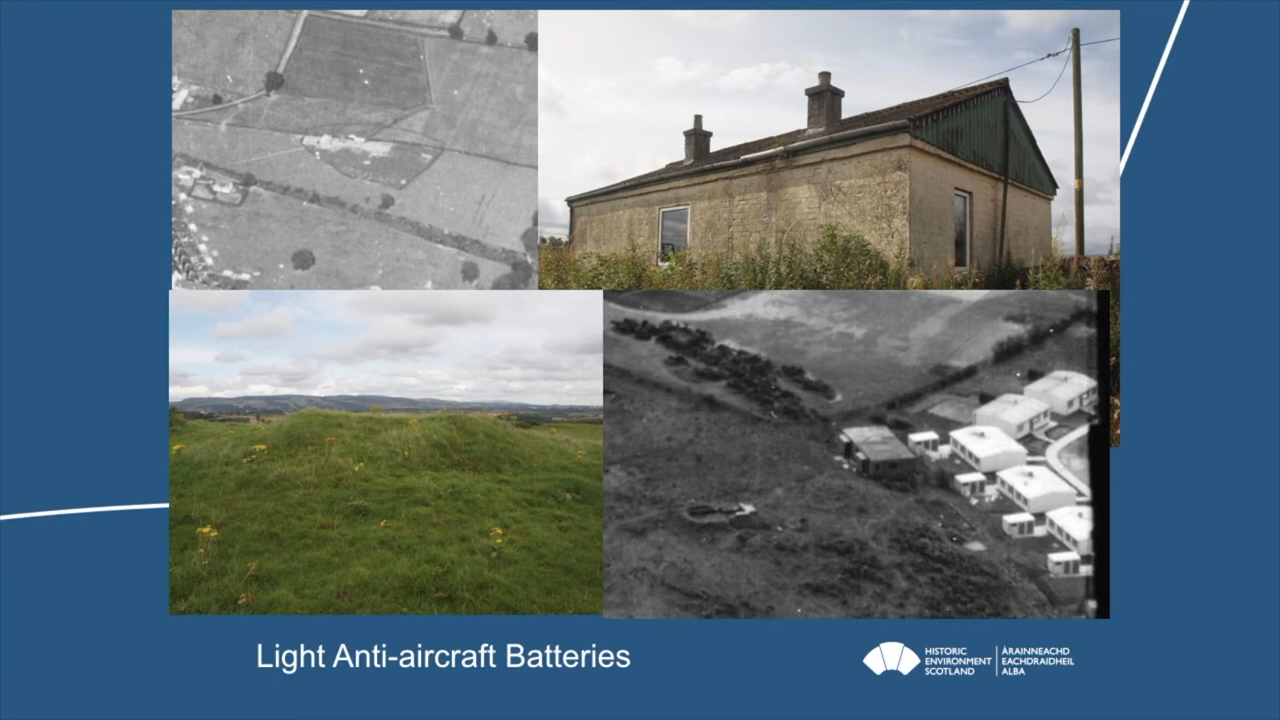 Light Anti-aircraft Batteries
HISTORIC
ENVIRONMENT
SCOTLAND
ÀRAINNEACHD
EACHDRAIDHEIL
ALBA